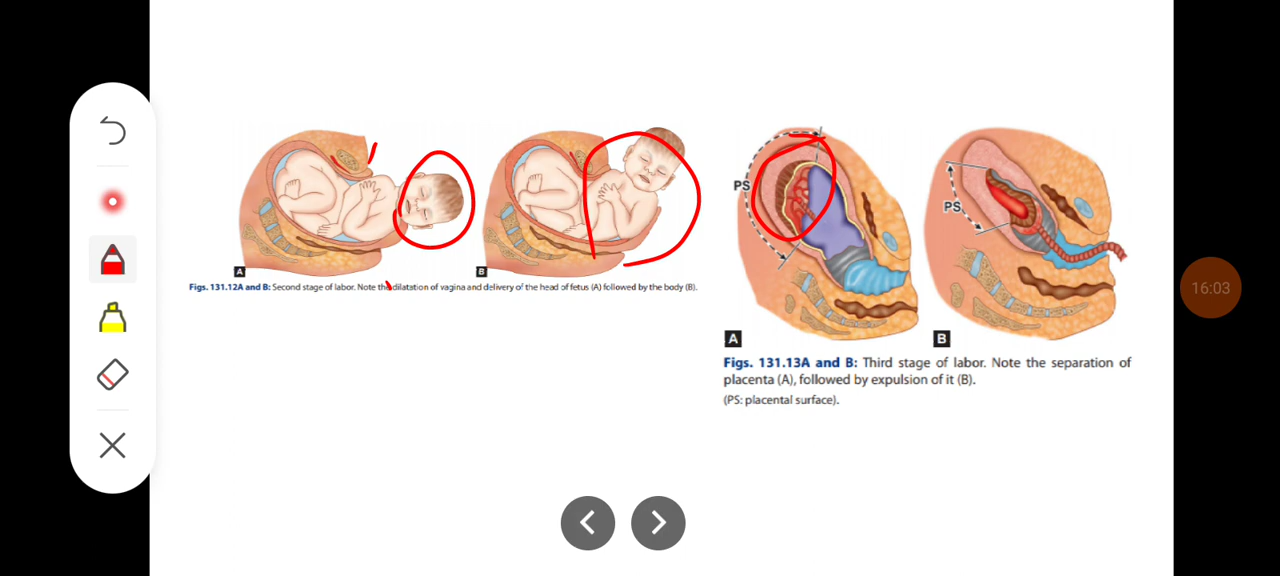 PS
PS
A
B
Figs. 131.12A and B: Second stage of labor. Note the dilatstion of vagina and delivery of the head of fetus (A) followed by the body (B).
A
B
Figs. 131.13A and B: Third stage of labor. Note the separation of
placenta (A), followed by expulsion of it (B).
(PS: placental surface).
16:03